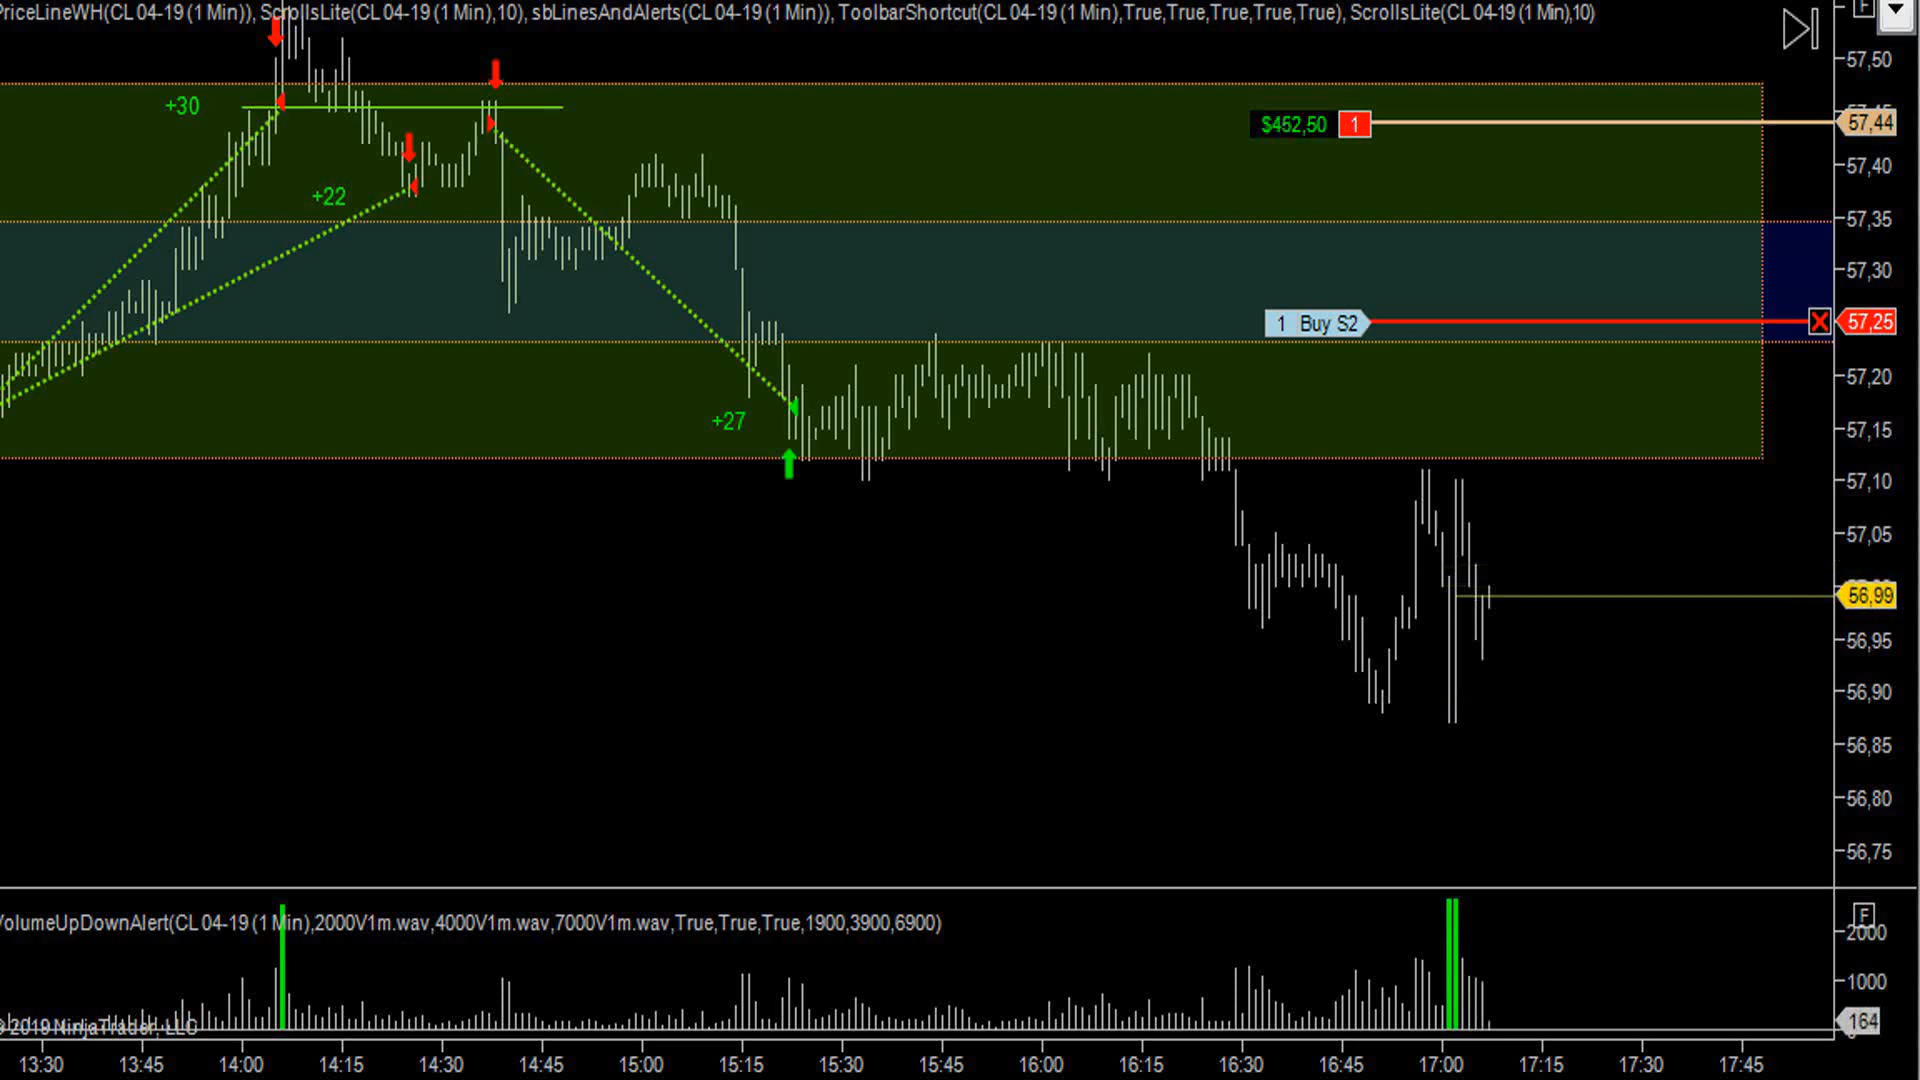 PriceLineWH(CL 04-19 (1 Min)), ScrollsLite(CL 04-19 (1 Min),10), sbLinesAndAlerts(CL 04-19 (1 Min)), ToolbarShortcut(CL 04-19 (1 Min),True,True,True,True,True), ScrollsLite(CL 04-19 (1 Min),10)
F
57,50
+30
$452,50 1
57,44
57,40
+22
57,35
57,30
1 Buy S2
X 57,25
57,20
+27
57,15
57,10
57,05
56,99
56,95
56,90
56,85
56,80
56,75
VolumeUpDownAlert(CL 04-19 (1 Min),2000V1m.wav,4000V1m.wav,7000V1m.wav,True,True,True,1900,3900,6900)
F
2000
1000
164
© 2019 NinjaTrader, LLC
13:30 13:45 14:00 14:15 14:30 14:45 15:00 15:15 15:30 15:45 16:00 16:15 16:30 16:45 17:00 17:15 17:30 17:45